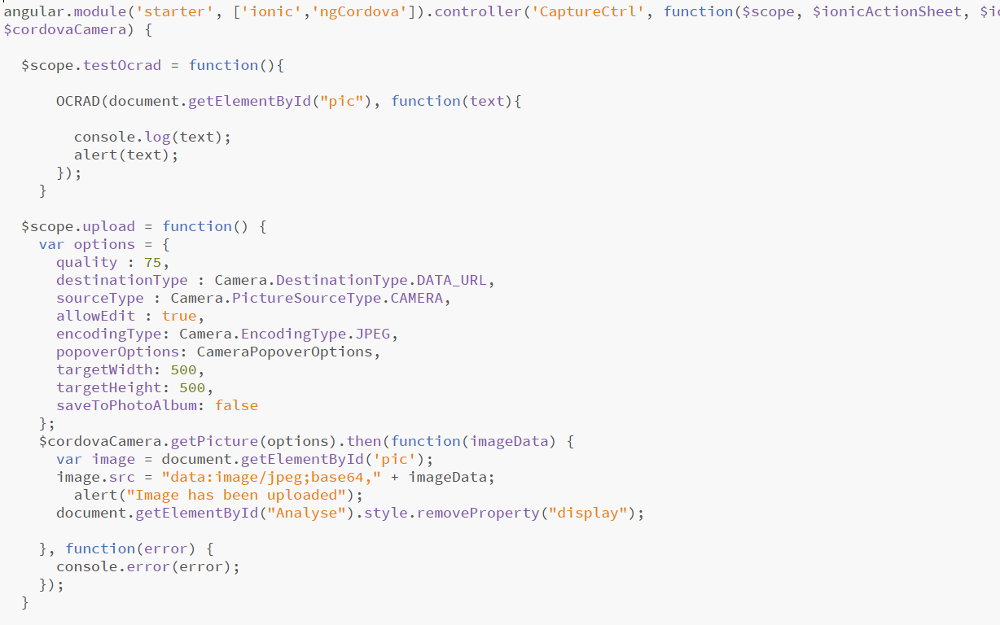 angular.module('starter', ['ionic','ngCordova']).controller('CaptureCtrl', function($scope, $ionicActionSheet,
$cordovaCamera) {
$scope.testOcrad = function(){
OCRAD(document.getElementById("pic"), function(text){
console.log(text);
alert(text);
});
}
$scope.upload = function() {
var options = {
quality : 75,
destinationType : Camera.DestinationType.DATA_URL,
sourceType : Camera.PictureSourceType.CAMERA,
allowEdit : true,
encodingType: Camera.EncodingType.JPEG,
popoverOptions: CameraPopoverOptions,
targetWidth: 500,
targetHeight: 500,
saveToPhotoAlbum: false
};
$cordovaCamera.getPicture(options).then(function(imageData) {
var image = document.getElementById('pic');
image.src = "data:image/jpeg;base64," + imageData;
alert("Image has been uploaded");
document.getElementById("Analyse").style.removeProperty("display");
}, function(error) {
console.error(error);
});
}